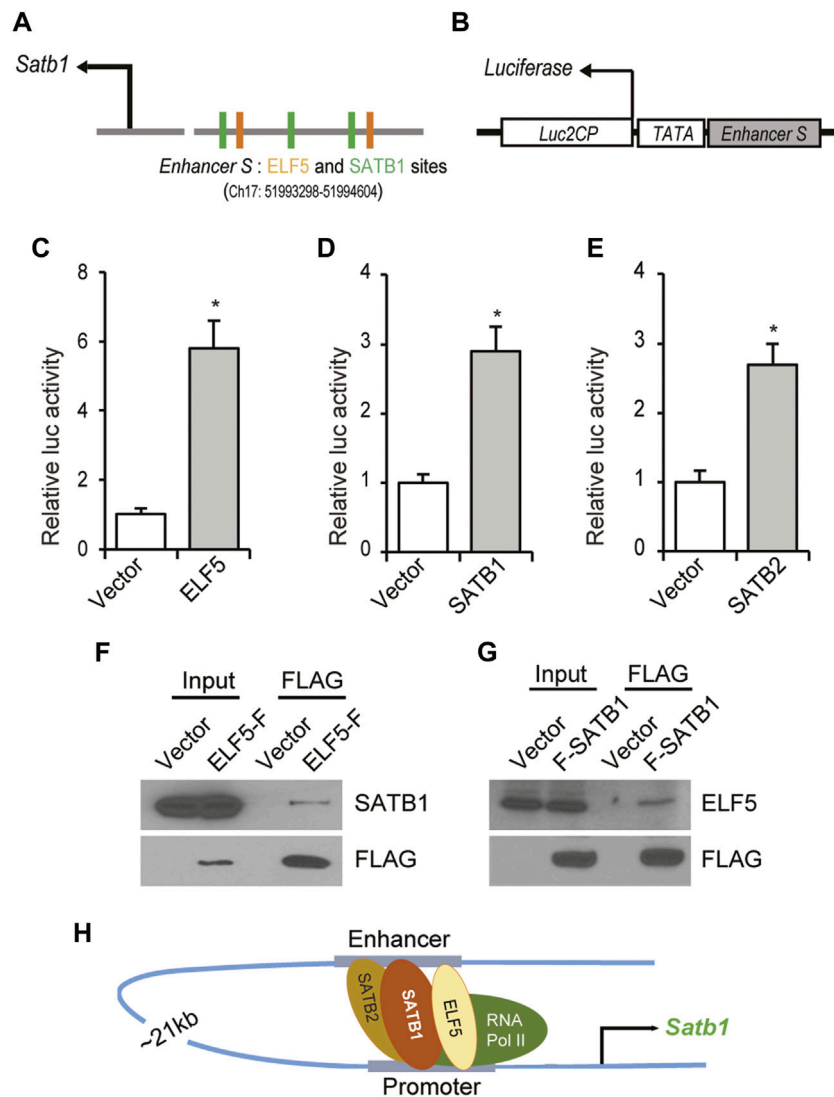 A
Satb1
Enhancer S : ELF5 and SATB1 sites
(Ch17: 51993298-51994604)
B
Luciferase
Luc2CP TATA Enhancer S
C
Relative luc activity
8
6
4
2
0
*
Vector
ELF5
D
Relative luc activity
4
3
2
1
0
*
Vector
SATB1
E
Relative luc activity
4
3
2
1
0
*
Vector
SATB2
F
Input FLAG
Vector ELF5-F Vector ELF5-F
SATB1
FLAG
G
Input FLAG
Vector F-SATB1 Vector F-SATB1
ELF5
FLAG
H
Enhancer
~21kb
SATB2
SATB1
ELF5
RNA
Pol II
Satb1
Promoter